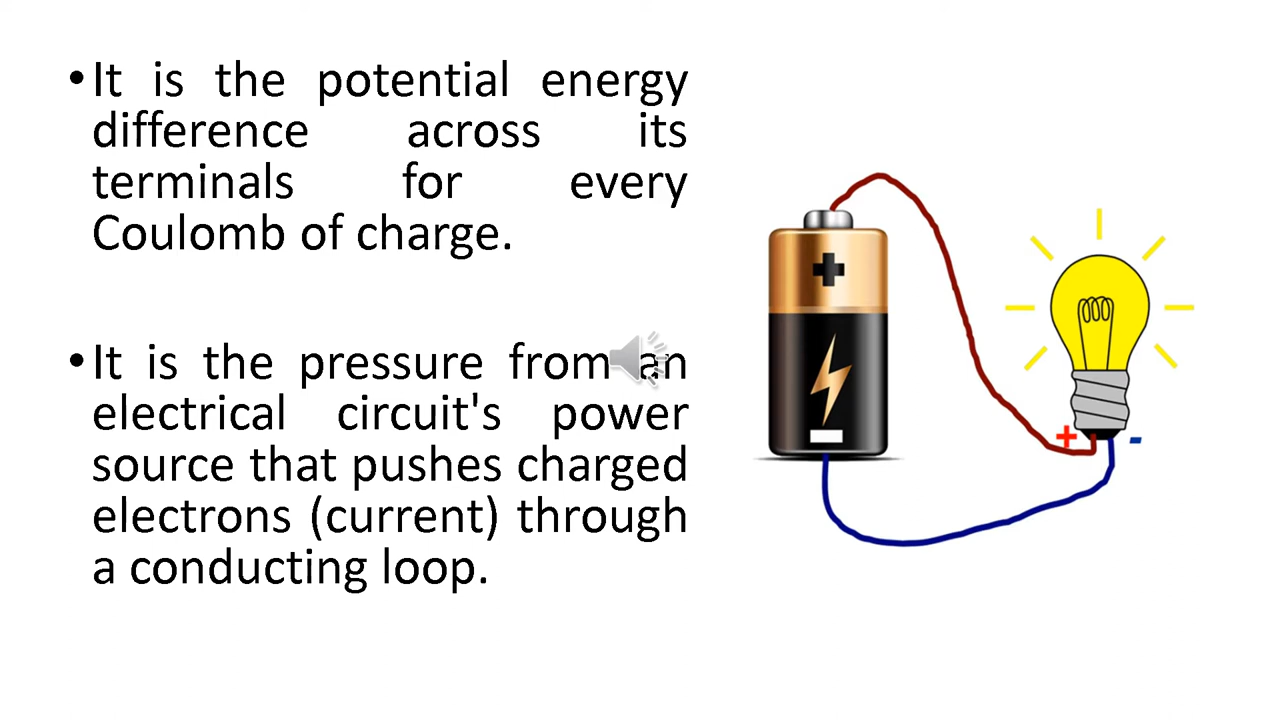 •It is the potential energy
difference across its
terminals for every
Coulomb of charge.
•It is the pressure from an
electrical circuit's power
source that pushes charged
electrons (current) through
a conducting loop.
+
+ -